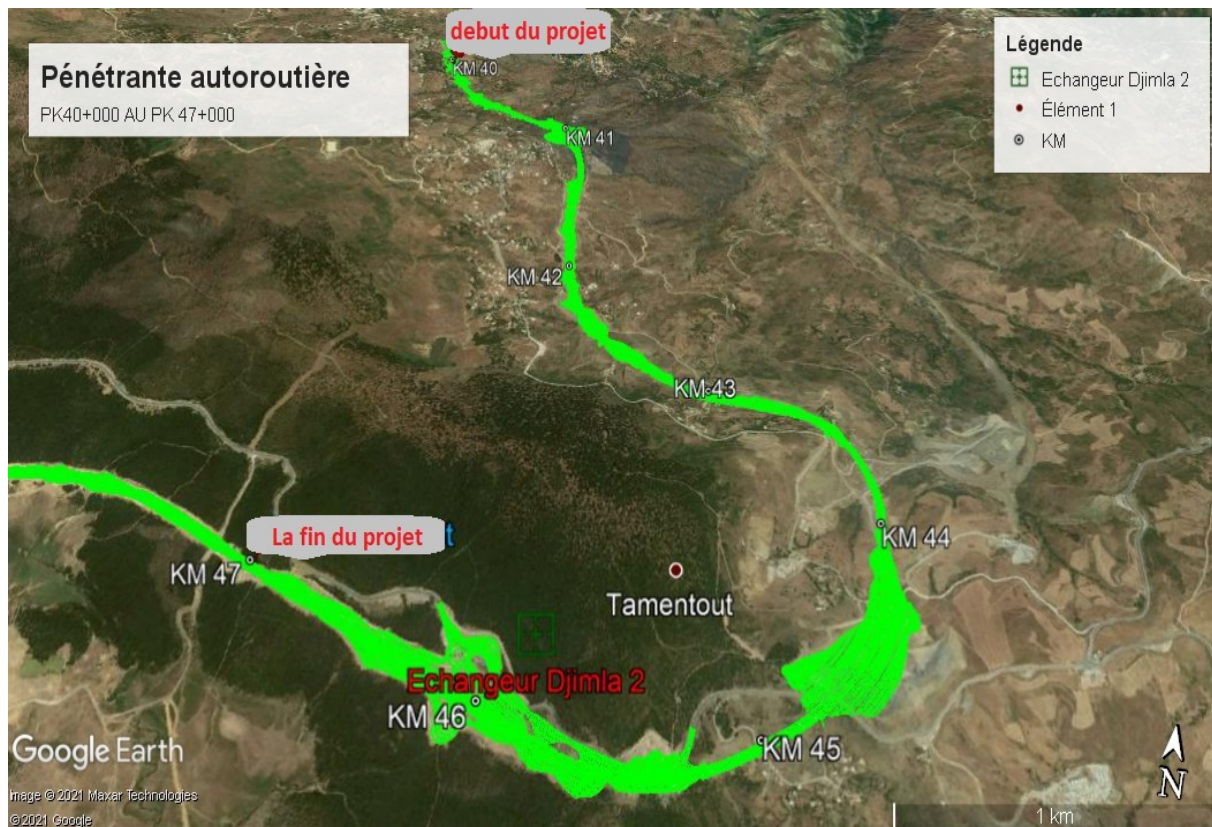 debut du projet
Pénétrante autoroutière
PK40+000 AU PK 47+000
Légende
Echangeur Djimla 2
Élément 1
KM
KM 40
KM 41
KM 42
KM 43
KM 44
La fin du projet
t
KM 47
Tamentout
Echangeur Djimla 2
KM 46
KM 45
Google Earth
N
Image © 2021 Maxar Technologies
© 2021 Google
1 km